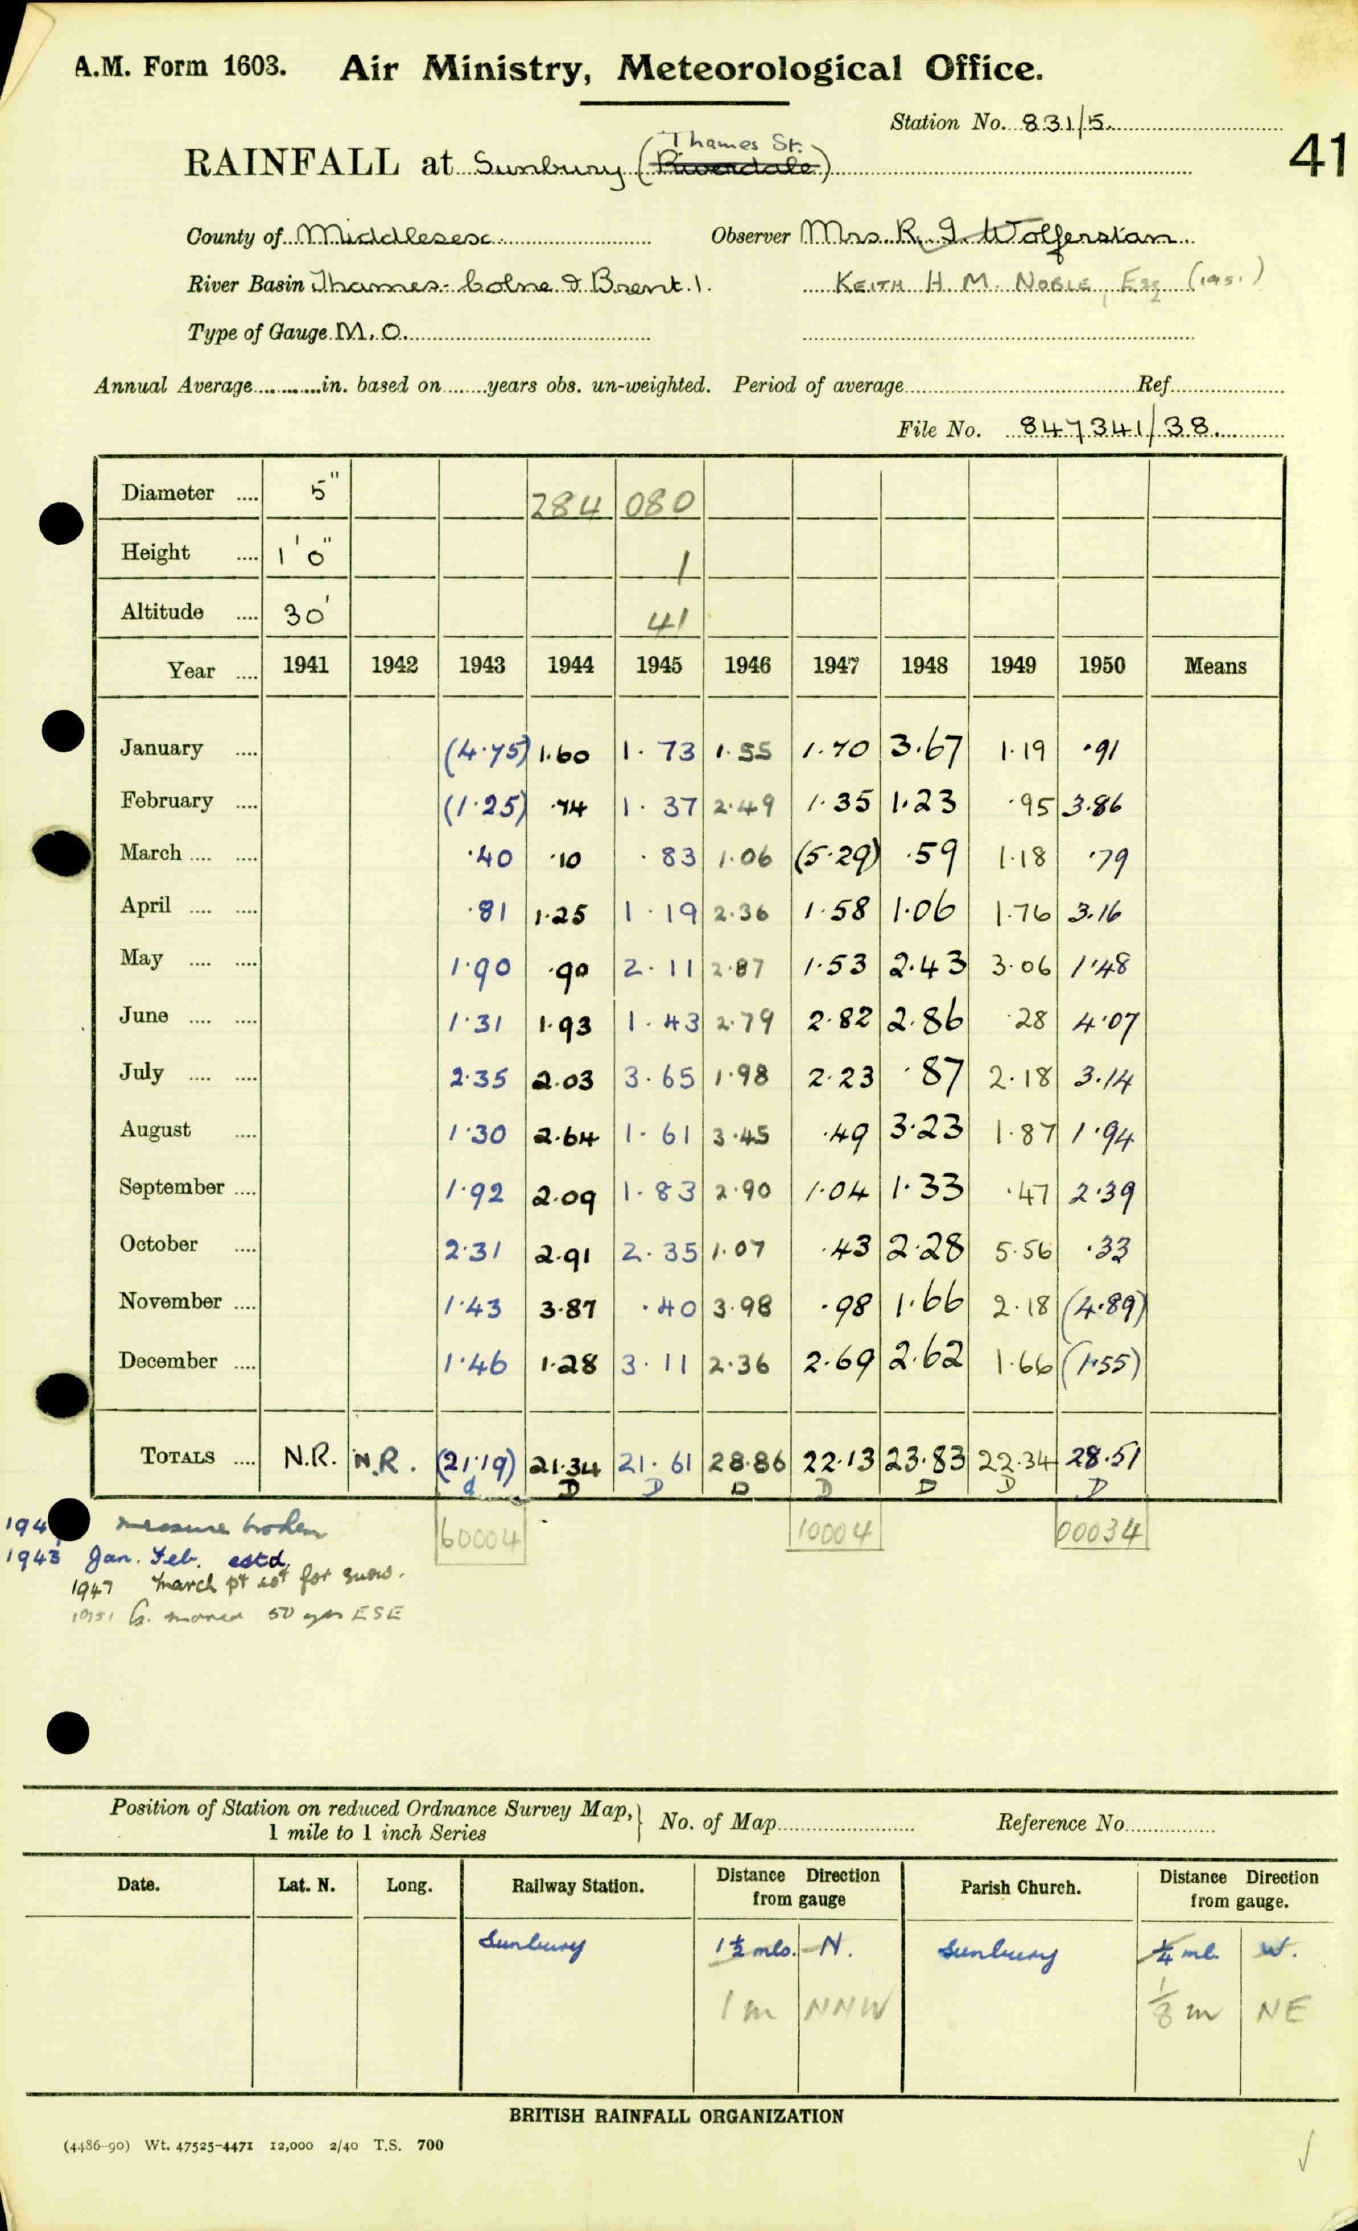 A.M. Form 1603. Air Ministry, Meteorological Office.
Station No. 831/5.
41
Thames St.
RAINFALL at Sunbury (Riverdale)
County of Middlesex. Observer Mrs. R. I. Wolferstan
River Basin Thames - Colne & Brent. 1. KEITH H. M. NOBLE, Esq (1951)
Type of Gauge M.O.
Annual Average in. based on years obs. un-weighted. Period of average Ref.
File No. 847341/38.
Diameter .... 5" 284 080
Height .... 1'0" 1
Altitude .... 30' 41
Year .... 1941 1942 1943 1944 1945 1946 1947 1948 1949 1950 Means
January .... (4.75) 1.60 1.73 1.55 1.70 3.67 1.19 .91
February .... (1.25) .74 1.37 2.49 1.35 1.23 .95 3.86
March .... .... .40 .10 .83 1.06 (5.29) .59 1.18 .79
April .... .... .81 1.25 1.19 2.36 1.58 1.06 1.76 3.16
May .... .... 1.90 .90 2.11 2.87 1.53 2.43 3.06 1.48
June .... .... 1.31 1.93 1.43 2.79 2.82 2.86 .28 4.07
July .... .... 2.35 2.03 3.65 1.98 2.23 .87 2.18 3.14
August .... 1.30 2.64 1.61 3.45 .49 3.23 1.87 1.94
September .... 1.92 2.09 1.83 2.90 1.04 1.33 .47 2.39
October .... 2.31 2.91 2.35 1.07 .43 2.28 5.56 .33
November .... 1.43 3.87 .40 3.98 .98 1.66 2.18 (4.89)
December .... 1.46 1.28 3.11 2.36 2.69 2.62 1.66 (1.55)
TOTALS .... N.R. N.R. (21.19) 21.34 21.61 28.86 22.13 23.83 22.34 28.51
d D D D D D D D
194 measure broken 60004 10004 00034
1943 Jan. Feb. estd.
1947 March pt est for snow.
1951 G. moved 50 yds ESE
Position of Station on reduced Ordnance Survey Map, 1 mile to 1 inch Series } No. of Map Reference No.
Date. Lat. N. Long. Railway Station. Distance Direction from gauge Parish Church. Distance Direction from gauge.
Sunbury 1½ mls. N. Sunbury ¼ ml. W.
1 m NNW ⅛ m NE
BRITISH RAINFALL ORGANIZATION
(4486-90) Wt. 47525-4471 12,000 2/40 T.S. 700